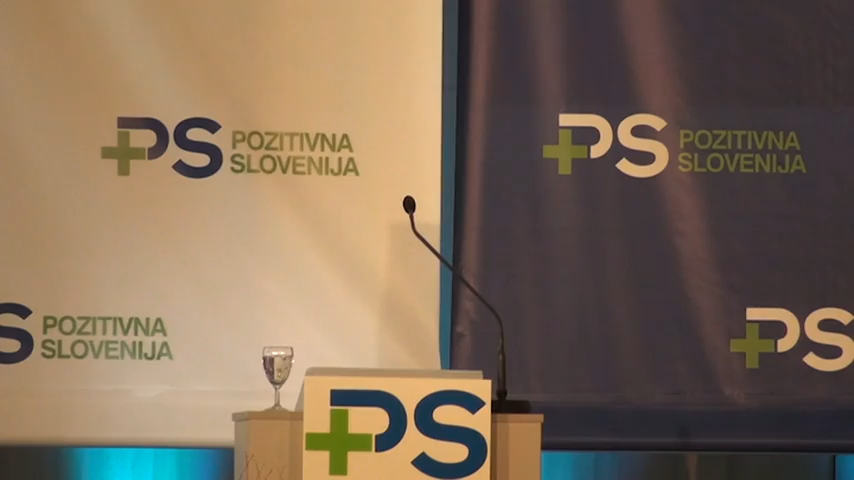 PS POZITIVNA
SLOVENIJA
PS POZITIVNA
SLOVENIJA
S POZITIVNA
SLOVENIJA
PS
PS